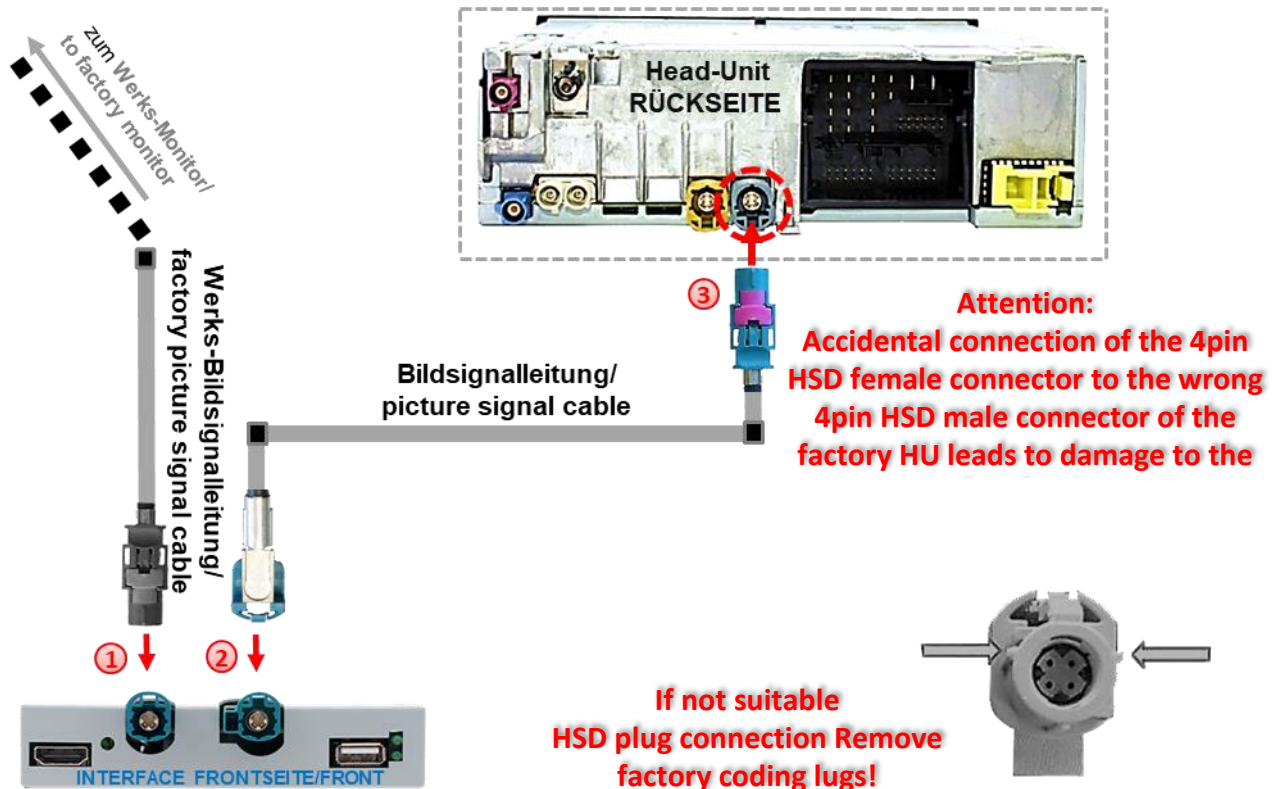 zum Werks-Monitor/
to factory monitor
Head-Unit
RÜCKSEITE
Werks-Bildsignalleitung/
factory picture signal cable
3
Bildsignalleitung/
picture signal cable
Attention:
Accidental connection of the 4pin
HSD female connector to the wrong
4pin HSD male connector of the
factory HU leads to damage to the
1
2
If not suitable
HSD plug connection Remove
factory coding lugs!
INTERFACE FRONTSEITE/FRONT